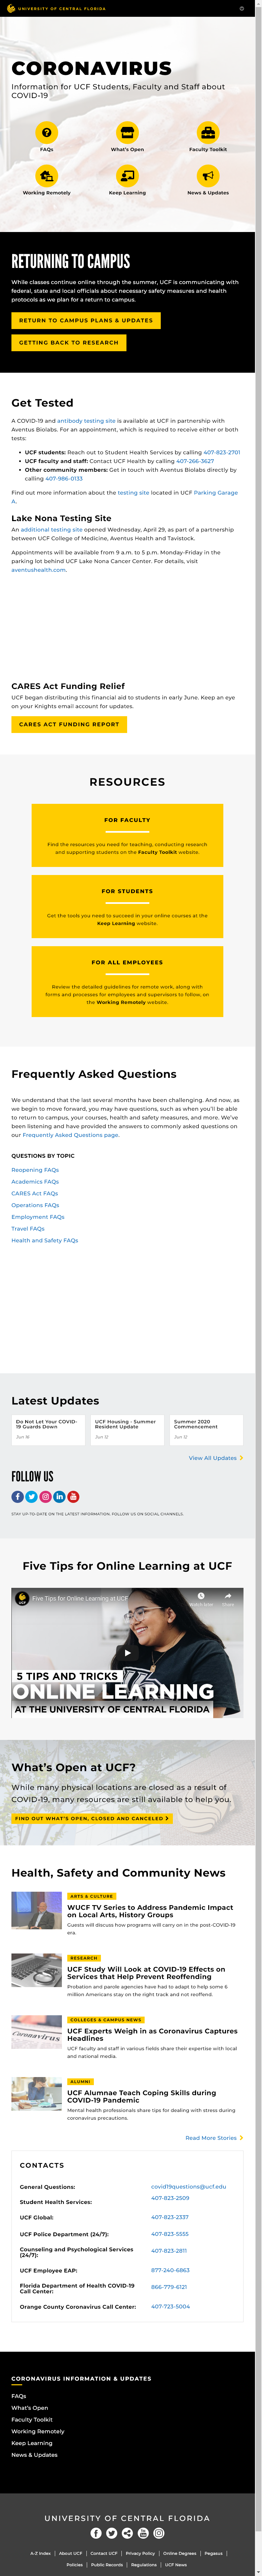 UNIVERSITY OF CENTRAL FLORIDA
CORONAVIRUS
Information for UCF Students, Faculty and Staff about
COVID-19
FAQs
What's Open
Faculty Toolkit
Working Remotely
Keep Learning
News & Updates
RETURNING TO CAMPUS
While classes continue online through the summer, UCF is communicating with
federal, state and local officials about necessary safety measures and health
protocols as we plan for a return to campus.
RETURN TO CAMPUS PLANS & UPDATES
GETTING BACK TO RESEARCH
Get Tested
A COVID-19 and antibody testing site is available at UCF in partnership with
Aventus Biolabs. For an appointment, which is required to receive either or both
tests:
• UCF students: Reach out to Student Health Services by calling 407-823-2701
• UCF faculty and staff: Contact UCF Health by calling 407-266-3627
• Other community members: Get in touch with Aventus Biolabs directly by
calling 407-986-0133
Find out more information about the testing site located in UCF Parking Garage
A.
Lake Nona Testing Site
An additional testing site opened Wednesday, April 29, as part of a partnership
between UCF College of Medicine, Aventus Health and Tavistock.
Appointments will be available from 9 a.m. to 5 p.m. Monday-Friday in the
parking lot behind UCF Lake Nona Cancer Center. For details, visit
aventushealth.com.
CARES Act Funding Relief
UCF began distributing this financial aid to students in early June. Keep an eye
on your Knights email account for updates.
CARES ACT FUNDING REPORT
RESOURCES
FOR FACULTY
Find the resources you need for teaching, conducting research
and supporting students on the Faculty Toolkit website.
FOR STUDENTS
Get the tools you need to succeed in your online courses at the
Keep Learning website.
FOR ALL EMPLOYEES
Review the detailed guidelines for remote work, along with
forms and processes for employees and supervisors to follow, on
the Working Remotely website.
Frequently Asked Questions
We understand that the last several months have been challenging. And now, as
we begin to move forward, you may have questions, such as when you'll be able
to return to campus, your courses, health and safety measures, and more. We've
been listening and have provided the answers to commonly asked questions on
our Frequently Asked Questions page.
QUESTIONS BY TOPIC
Reopening FAQs
Academics FAQs
CARES Act FAQs
Operations FAQs
Employment FAQs
Travel FAQs
Health and Safety FAQs
Latest Updates
Do Not Let Your COVID-
19 Guards Down
Jun 16
UCF Housing - Summer
Resident Update
Jun 12
Summer 2020
Commencement
Jun 12
View All Updates
FOLLOW US
STAY UP-TO-DATE ON THE LATEST INFORMATION. FOLLOW US ON SOCIAL CHANNELS.
Five Tips for Online Learning at UCF
UCF
Five Tips for Online Learning at UCF
Watch later
Share
5 TIPS AND TRICKS
ONLINE LEARNING
AT THE UNIVERSITY OF CENTRAL FLORIDA
What's Open at UCF?
While many physical locations are closed as a result of
COVID-19, many resources are still available to help you.
FIND OUT WHAT'S OPEN, CLOSED AND CANCELED
Health, Safety and Community News
ARTS & CULTURE
WUCF TV Series to Address Pandemic Impact
on Local Arts, History Groups
Guests will discuss how programs will carry on in the post-COVID-19
era.
RESEARCH
UCF Study Will Look at COVID-19 Effects on
Services that Help Prevent Reoffending
Probation and parole agencies have had to adapt to help some 6
million Americans stay on the right track and not reoffend.
COLLEGES & CAMPUS NEWS
UCF Experts Weigh in as Coronavirus Captures
Headlines
UCF faculty and staff in various fields share their expertise with local
and national media.
Coronavirus
ALUMNI
UCF Alumnae Teach Coping Skills during
COVID-19 Pandemic
Mental health professionals share tips for dealing with stress during
coronavirus precautions.
Read More Stories
CONTACTS
General Questions: covid19questions@ucf.edu
Student Health Services: 407-823-2509
UCF Global: 407-823-2337
UCF Police Department (24/7): 407-823-5555
Counseling and Psychological Services
(24/7): 407-823-2811
UCF Employee EAP: 877-240-6863
Florida Department of Health COVID-19
Call Center: 866-779-6121
Orange County Coronavirus Call Center: 407-723-5004
CORONAVIRUS INFORMATION & UPDATES
FAQs
What's Open
Faculty Toolkit
Working Remotely
Keep Learning
News & Updates
UNIVERSITY OF CENTRAL FLORIDA
A-Z Index | About UCF | Contact UCF | Privacy Policy | Online Degrees | Pegasus |
Policies | Public Records | Regulations | UCF News